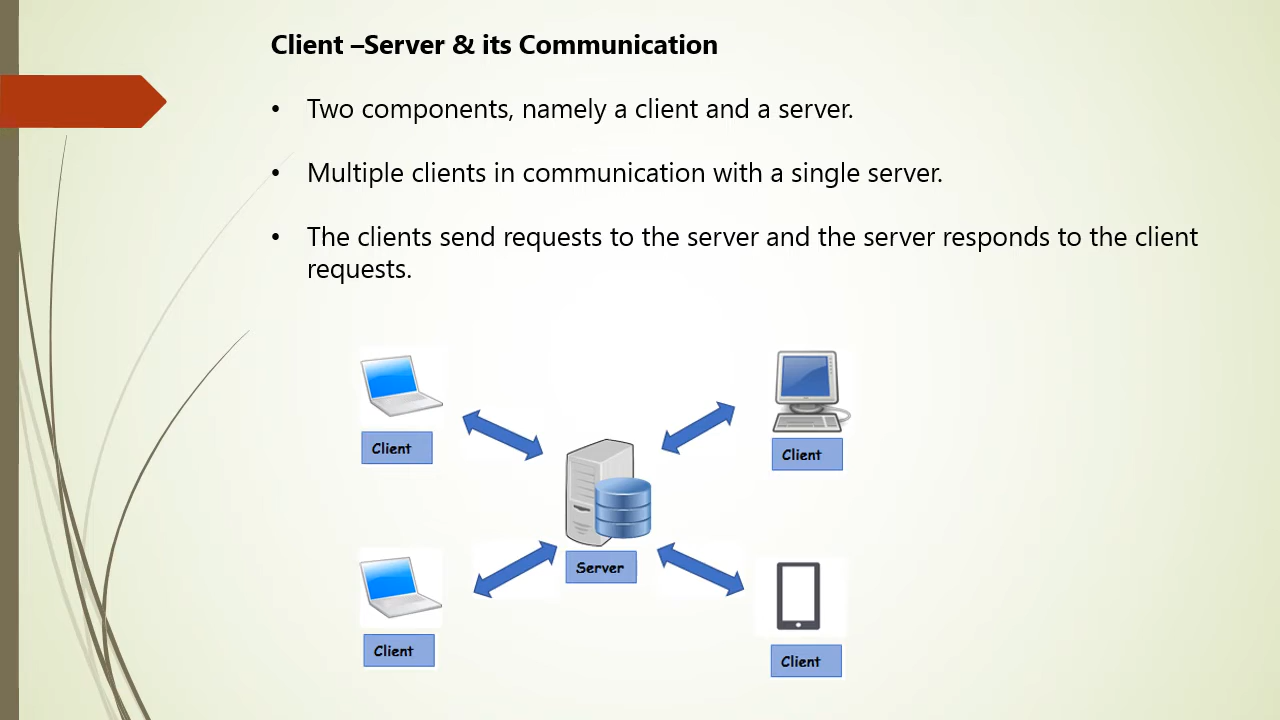 Client –Server & its Communication
• Two components, namely a client and a server.
• Multiple clients in communication with a single server.
• The clients send requests to the server and the server responds to the client
requests.
Client
Client
Server
Client
Client